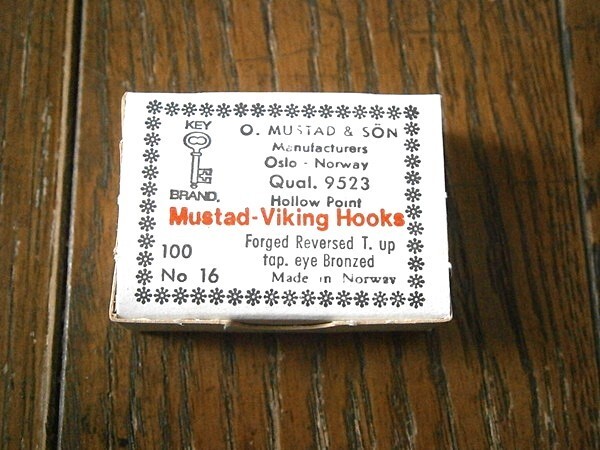 KEY
BRAND.
O. MUSTAD & SÖN
Manufacturers
Oslo - Norway
Qual. 9523
Hollow Point
Mustad-Viking Hooks
100
No 16
Forged Reversed T. up
tap. eye Bronzed
Made in Norway